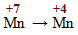 +7 +4
Mn → Mn